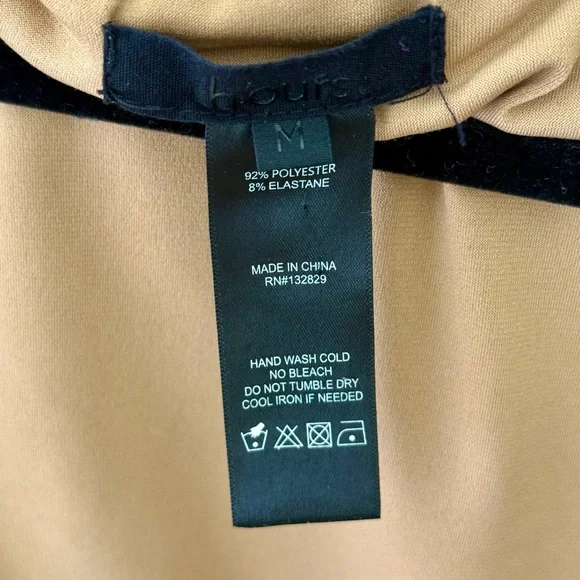 h:ours.
M
92% POLYESTER
8% ELASTANE
MADE IN CHINA
RN#132829
HAND WASH COLD
NO BLEACH
DO NOT TUMBLE DRY
COOL IRON IF NEEDED